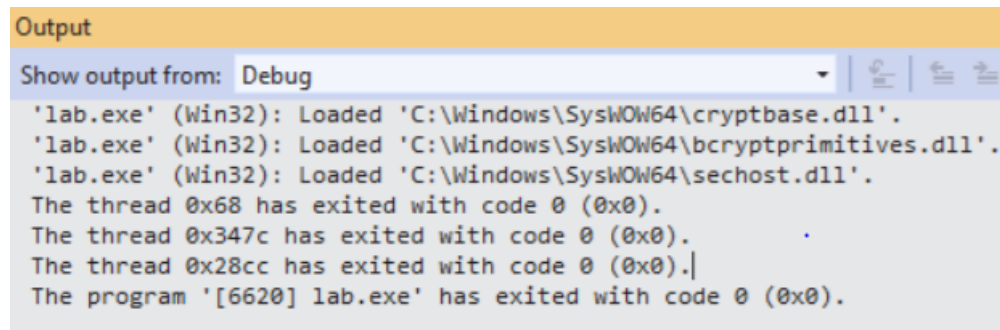 Output
Show output from: Debug
'lab.exe' (Win32): Loaded 'C:\Windows\SysWOW64\cryptbase.dll'.
'lab.exe' (Win32): Loaded 'C:\Windows\SysWOW64\bcryptprimitives.dll'.
'lab.exe' (Win32): Loaded 'C:\Windows\SysWOW64\sechost.dll'.
The thread 0x68 has exited with code 0 (0x0).
The thread 0x347c has exited with code 0 (0x0).
The thread 0x28cc has exited with code 0 (0x0).
The program '[6620] lab.exe' has exited with code 0 (0x0).